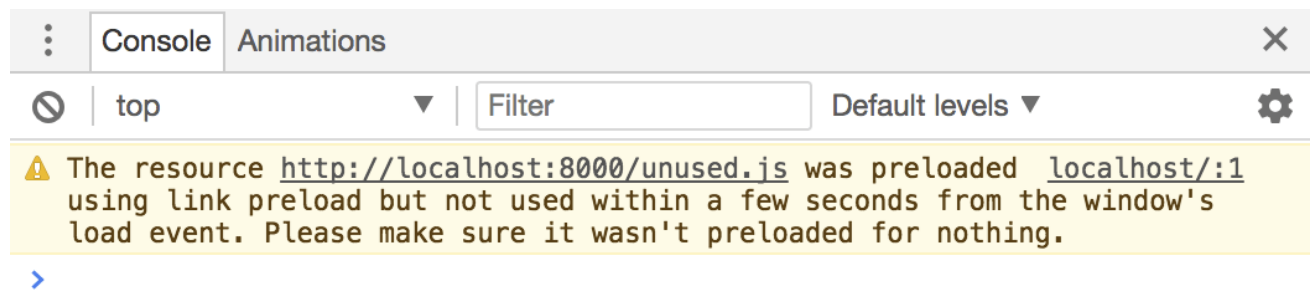 Console Animations
top Filter Default levels
The resource http://localhost:8000/unused.js was preloaded localhost/:1
using link preload but not used within a few seconds from the window's
load event. Please make sure it wasn't preloaded for nothing.